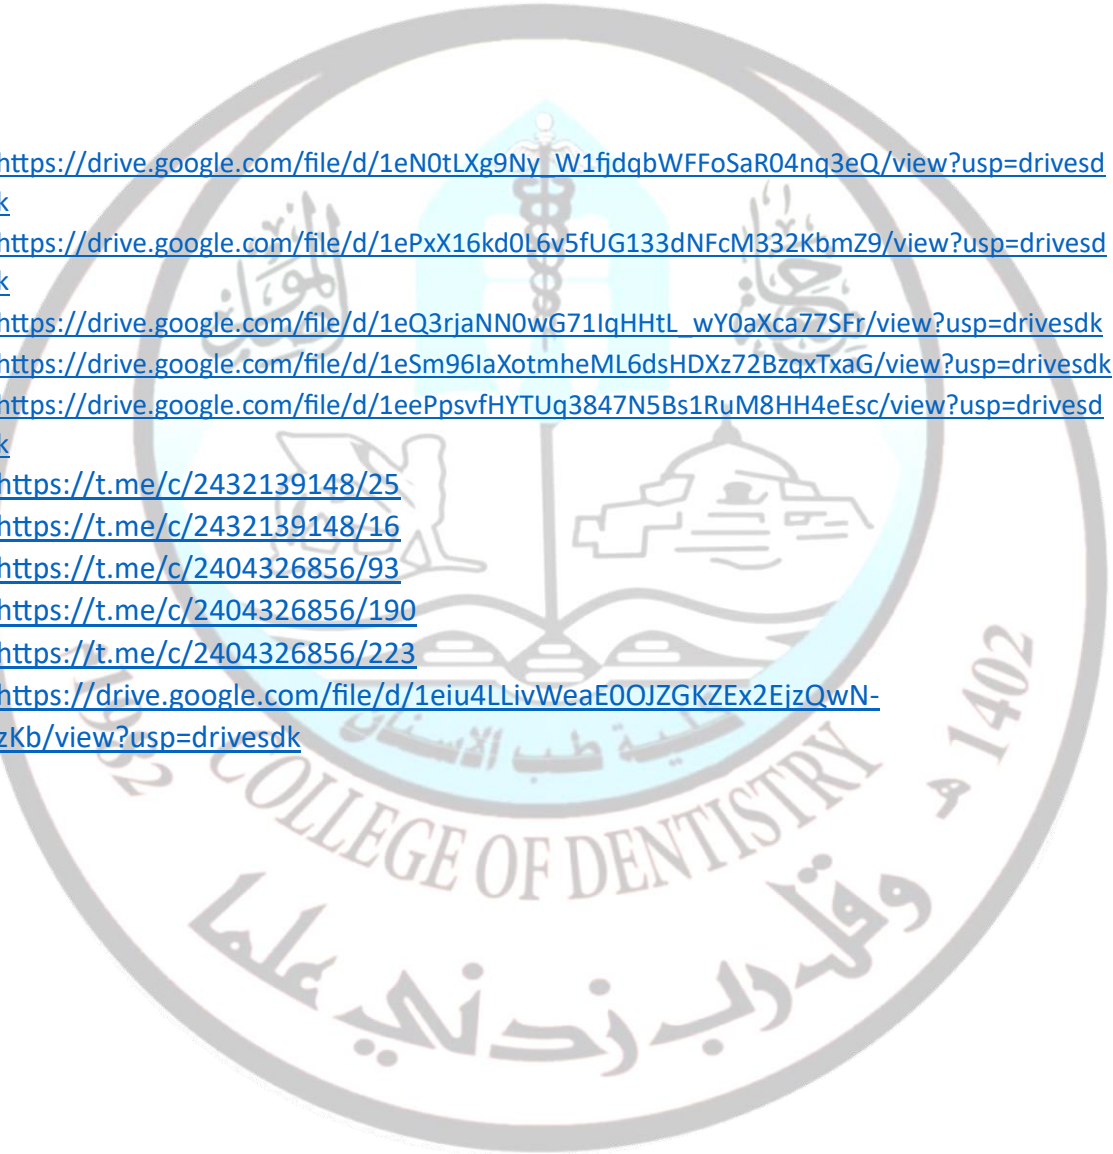 https://drive.google.com/file/d/1eN0tLXg9Ny_W1fjdqbWFFoSaR04nq3eQ/view?usp=drivesd
k
https://drive.google.com/file/d/1ePxX16kd0L6v5fUG133dNFcM332KbmZ9/view?usp=drivesd
k
https://drive.google.com/file/d/1eQ3rjaNN0wG71IqHHtL_wY0aXca77SFr/view?usp=drivesdk
https://drive.google.com/file/d/1eSm96IaXotmheML6dsHDXz72BzqxTxaG/view?usp=drivesdk
https://drive.google.com/file/d/1eePpsvfHYTUq3847N5Bs1RuM8HH4eEsc/view?usp=drivesd
k
https://t.me/c/2432139148/25
https://t.me/c/2432139148/16
https://t.me/c/2404326856/93
https://t.me/c/2404326856/190
https://t.me/c/2404326856/223
https://drive.google.com/file/d/1eiu4LLivWeaE0OJZGKZEx2EjzQwN-
zKb/view?usp=drivesdk
كلية طب الاسنان
1982
1402 هـ
COLLEGE OF DENTISTRY
وقل رب زدني علما